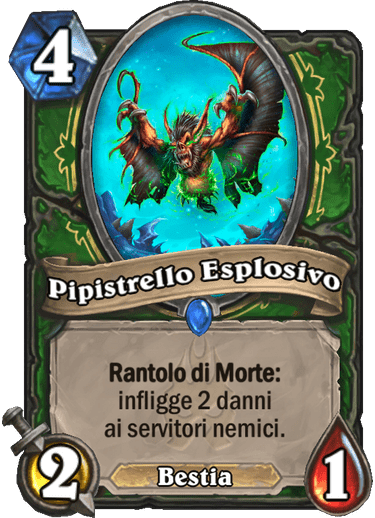 4
Pipistrello Esplosivo
Rantolo di Morte:
infligge 2 danni
ai servitori nemici.
2
Bestia
1